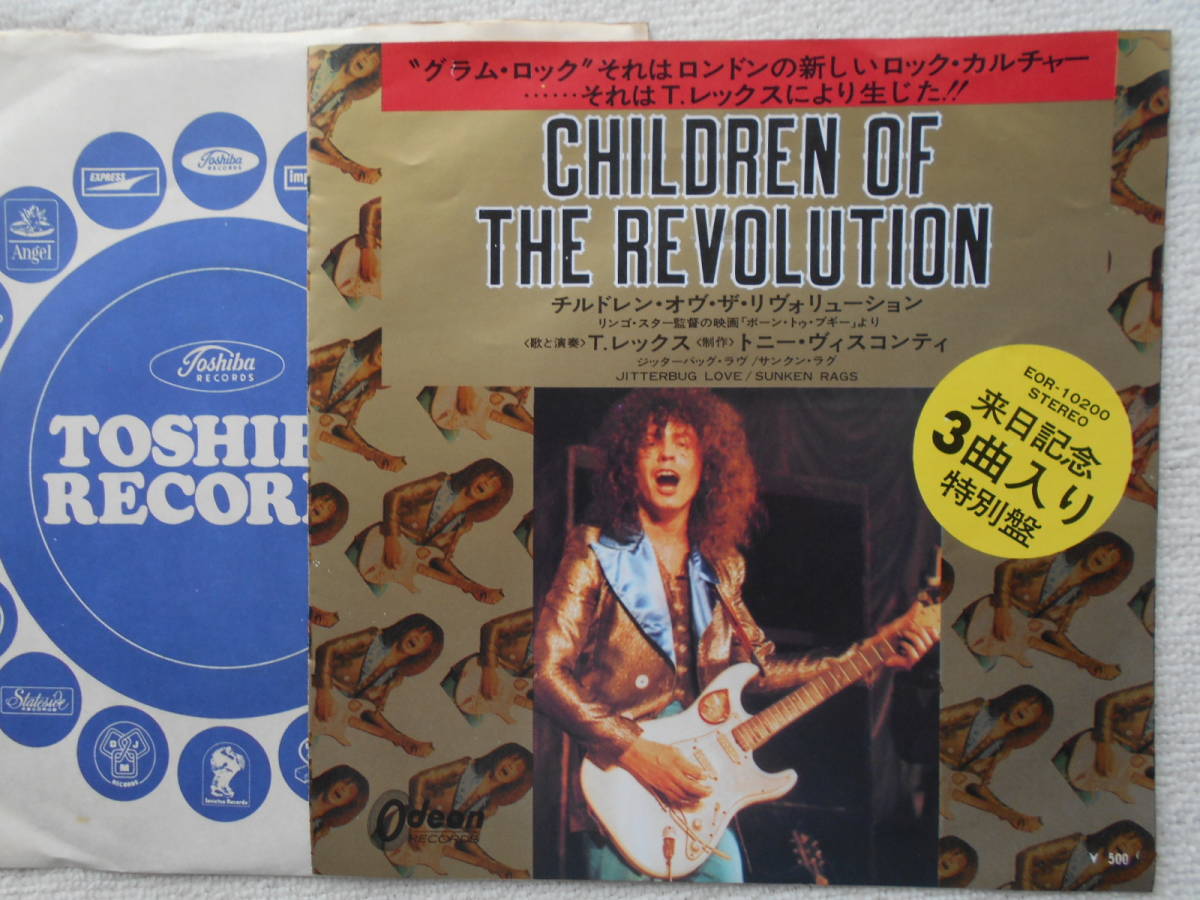 "グラム・ロック"それはロンドンの新しいロック・カルチャー
……それはT.レックスにより生じた!!
CHILDREN OF
THE REVOLUTION
チルドレン・オヴ・ザ・リヴォリューション
リンゴ・スター監督の映画「ボーン・トゥ・ブギー」より
〈歌と演奏〉T.レックス〈制作〉トニー・ヴィスコンティ
ジッターバッグ・ラヴ/サンクン・ラグ
JITTERBUG LOVE/SUNKEN RAGS
EOR-10200
STEREO
来日記念
3曲入り
特別盤
Odeon
RECORDS
¥ 500
EXPRESS
Toshiba
RECORDS
imp
Angel
Toshiba
RECORDS
TOSHIB
RECOR
Stateside
RECORDS
GJM
RECORDS
Invictus Records